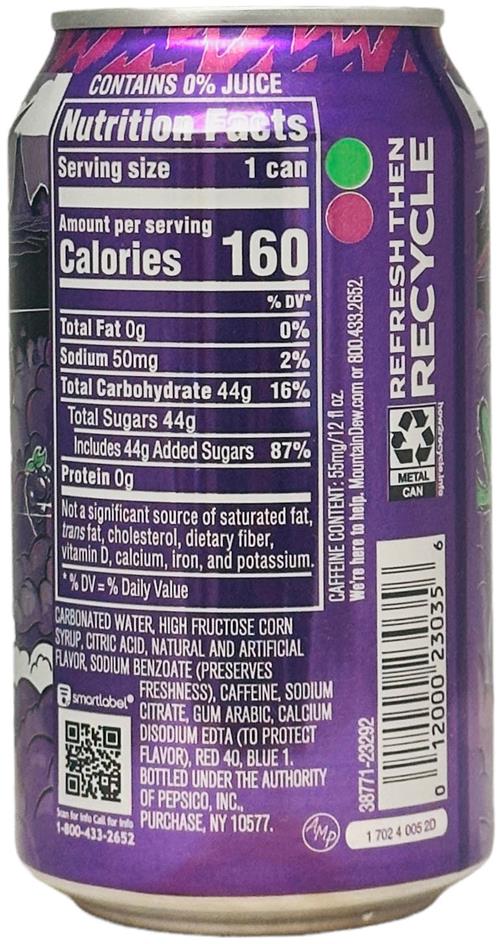 CONTAINS 0% JUICE
Nutrition Facts
Serving size 1 can
Amount per serving
Calories 160
% DV*
Total Fat 0g 0%
Sodium 50mg 2%
Total Carbohydrate 44g 16%
Total Sugars 44g
Includes 44g Added Sugars 87%
Protein 0g
Not a significant source of saturated fat,
trans fat, cholesterol, dietary fiber,
vitamin D, calcium, iron, and potassium.
* % DV = % Daily Value
CARBONATED WATER, HIGH FRUCTOSE CORN
SYRUP, CITRIC ACID, NATURAL AND ARTIFICIAL
FLAVOR, SODIUM BENZOATE (PRESERVES
FRESHNESS), CAFFEINE, SODIUM
CITRATE, GUM ARABIC, CALCIUM
DISODIUM EDTA (TO PROTECT
FLAVOR), RED 40, BLUE 1.
BOTTLED UNDER THE AUTHORITY
OF PEPSICO, INC.,
PURCHASE, NY 10577.
smartlabel®
Scan for info Call for info
1-800-433-2652
CAFFEINE CONTENT: 55mg/12 fl oz
We're here to help. MountainDew.com or 800.433.2652.
REFRESH THEN
RECYCLE
METAL
CAN
how2recycle.info
38771-23292
0 12000 23035 6
AMP
1 702 4 005 2D